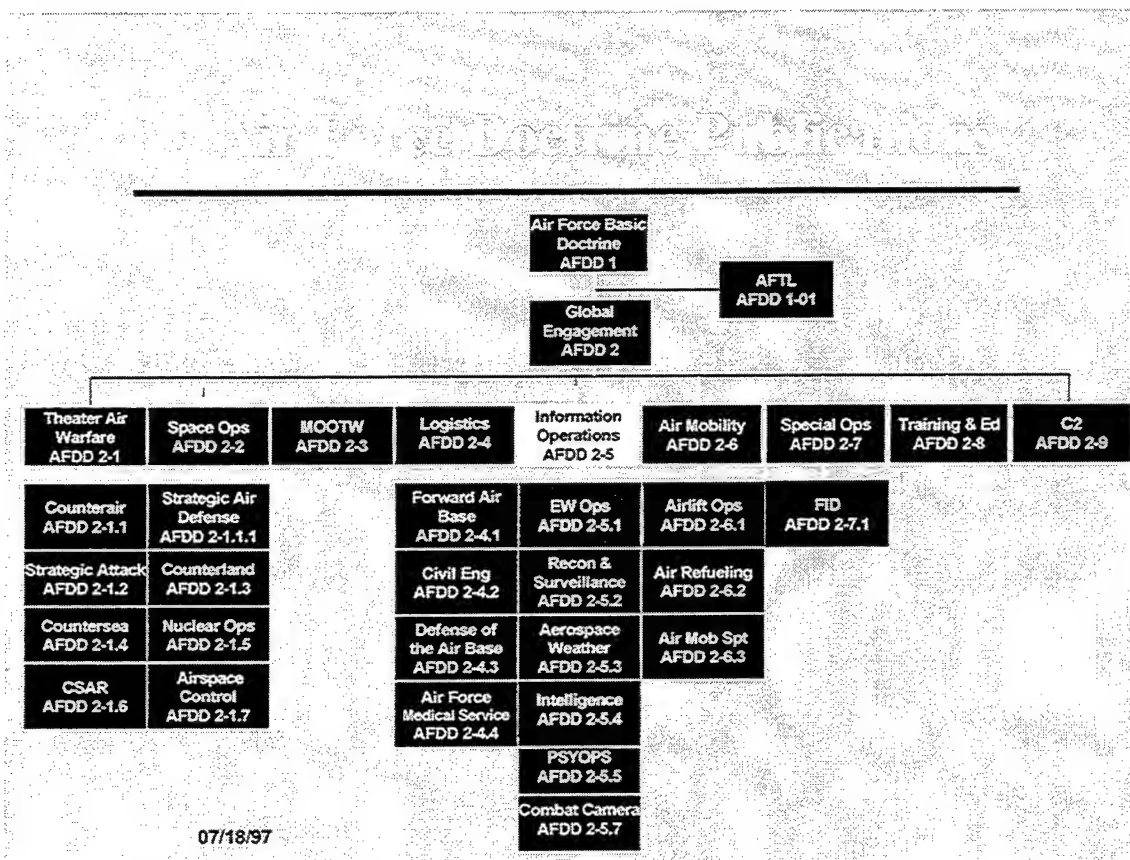 Air Force Doctrine Publications
Air Force Basic
Doctrine
AFDD 1
AFTL
AFDD 1-01
Global
Engagement
AFDD 2
Theater Air
Warfare
AFDD 2-1
Space Ops
AFDD 2-2
MOOTW
AFDD 2-3
Logistics
AFDD 2-4
Information
Operations
AFDD 2-5
Air Mobility
AFDD 2-6
Special Ops
AFDD 2-7
Training & Ed
AFDD 2-8
C2
AFDD 2-9
Counterair
AFDD 2-1.1
Strategic Air
Defense
AFDD 2-1.1.1
Forward Air
Base
AFDD 2-4.1
EW Ops
AFDD 2-5.1
Airlift Ops
AFDD 2-6.1
FID
AFDD 2-7.1
Strategic Attack
AFDD 2-1.2
Counterland
AFDD 2-1.3
Civil Eng
AFDD 2-4.2
Recon &
Surveillance
AFDD 2-5.2
Air Refueling
AFDD 2-6.2
Countersea
AFDD 2-1.4
Nuclear Ops
AFDD 2-1.5
Defense of
the Air Base
AFDD 2-4.3
Aerospace
Weather
AFDD 2-5.3
Air Mob Spt
AFDD 2-6.3
CSAR
AFDD 2-1.6
Airspace
Control
AFDD 2-1.7
Air Force
Medical Service
AFDD 2-4.4
Intelligence
AFDD 2-5.4
PSYOPS
AFDD 2-5.5
Combat Camera
AFDD 2-5.7
07/18/97